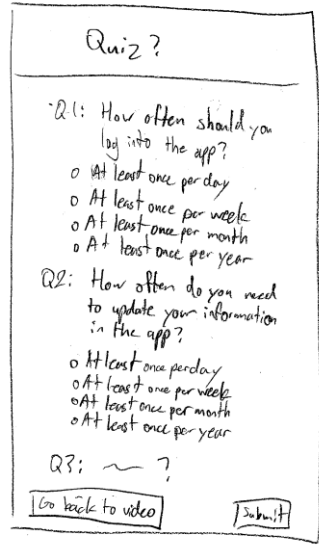 Quiz?
Q1: How often should you
log into the app?
o At least once per day
o At least once per week
o At least once per month
o At least once per year
Q2: How often do you need
to update your information
in the app?
o At least once per day
o At least once per week
o At least once per month
o At least once per year
Q3: ~ ?
Go back to video
Submit